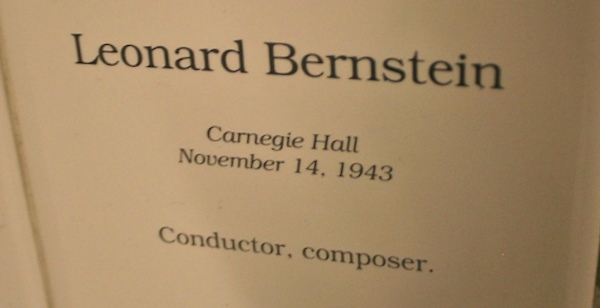 Leonard Bernstein
Carnegie Hall
November 14, 1943
Conductor, composer.